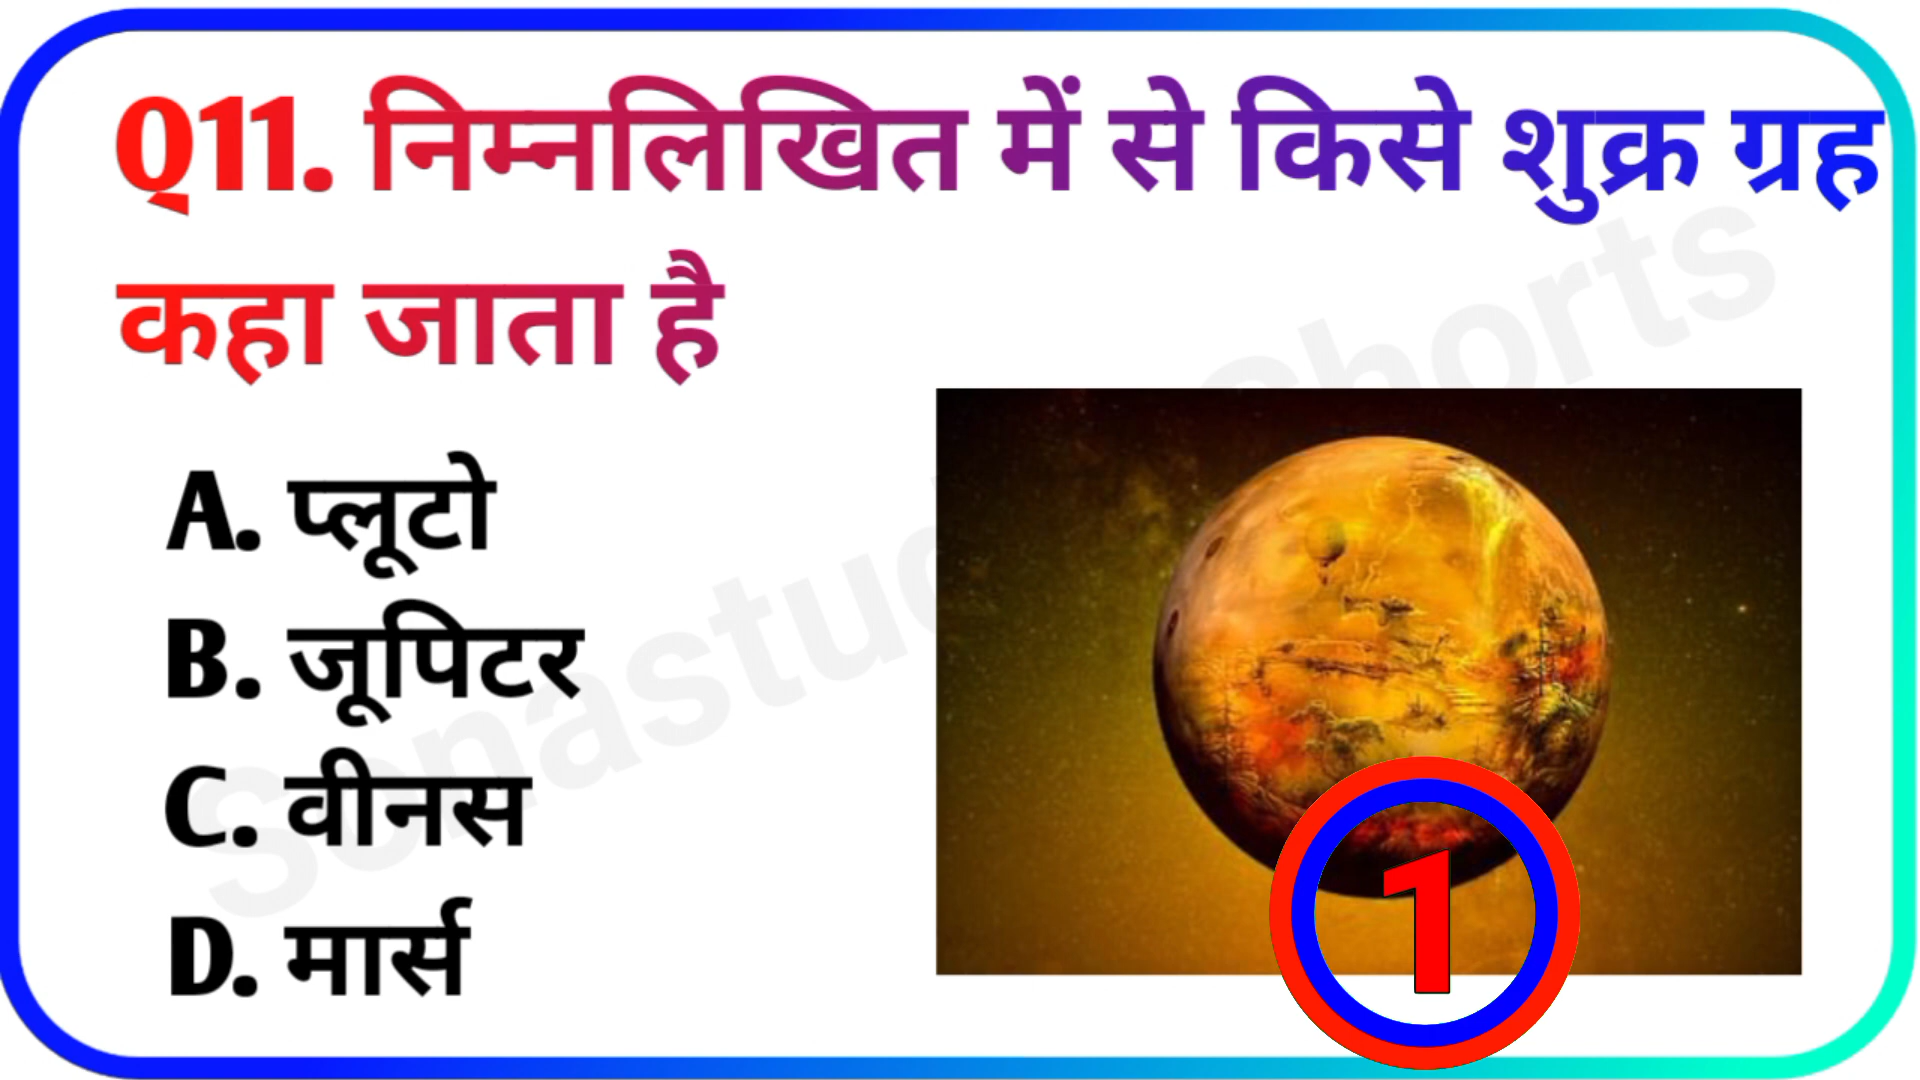 Q11. निम्नलिखित में से किसे शुक्र ग्रह
कहा जाता है
A. प्लूटो
B. जूपिटर
C. वीनस
D. मार्स
1